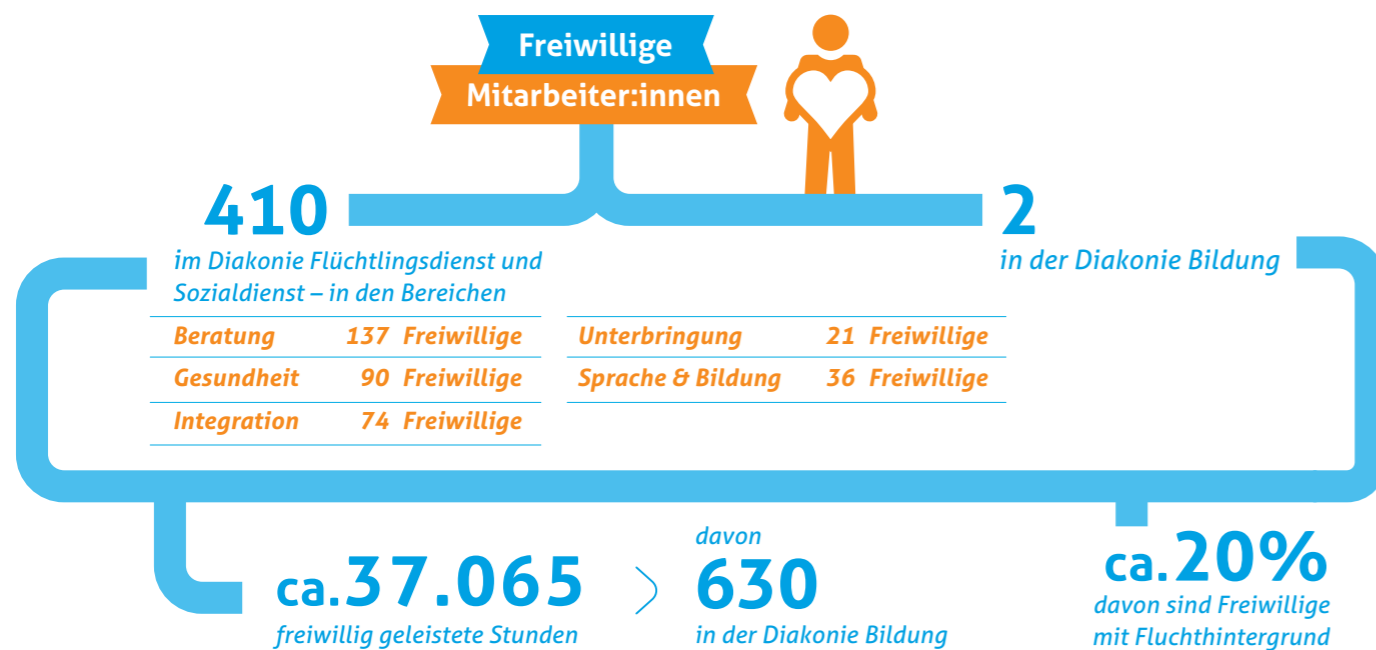 Freiwillige
Mitarbeiter:innen
410
im Diakonie Flüchtlingsdienst und
Sozialdienst – in den Bereichen
2
in der Diakonie Bildung
Beratung 137 Freiwillige
Gesundheit 90 Freiwillige
Integration 74 Freiwillige
Unterbringung 21 Freiwillige
Sprache & Bildung 36 Freiwillige
ca.37.065
freiwillig geleistete Stunden
davon
630
in der Diakonie Bildung
ca.20%
davon sind Freiwillige
mit Fluchthintergrund